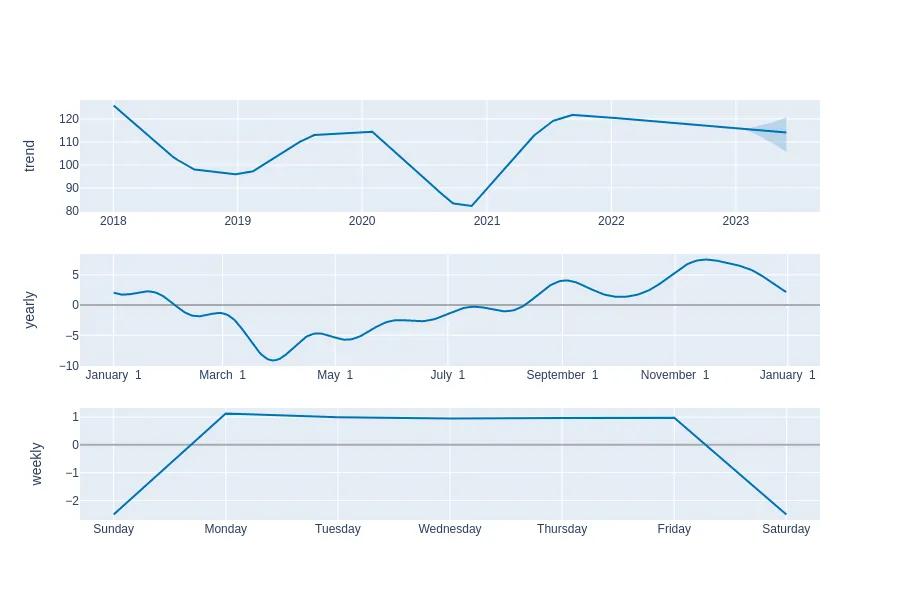 trend
120
110
100
90
80
2018 2019 2020 2021 2022 2023
yearly
5
0
−5
−10
January 1 March 1 May 1 July 1 September 1 November 1 January 1
weekly
1
0
−1
−2
Sunday Monday Tuesday Wednesday Thursday Friday Saturday